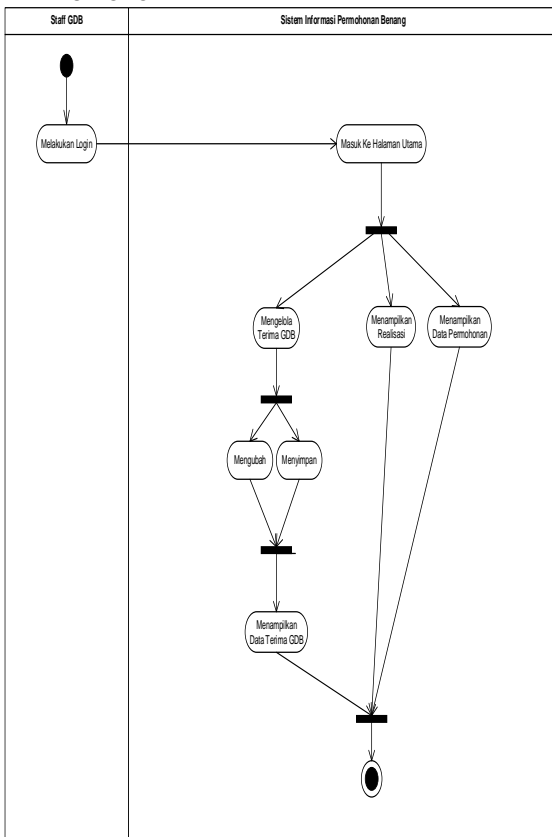 Staff GDB
Sistem Informasi Permohonan Benang
Melakukan Login
Masuk Ke Halaman Utama
Mengelola
Terima GDB
Menampilkan
Realisasi
Menampilkan
Data Permohonan
Mengubah
Menyimpan
Menampilkan
Data Terima GDB